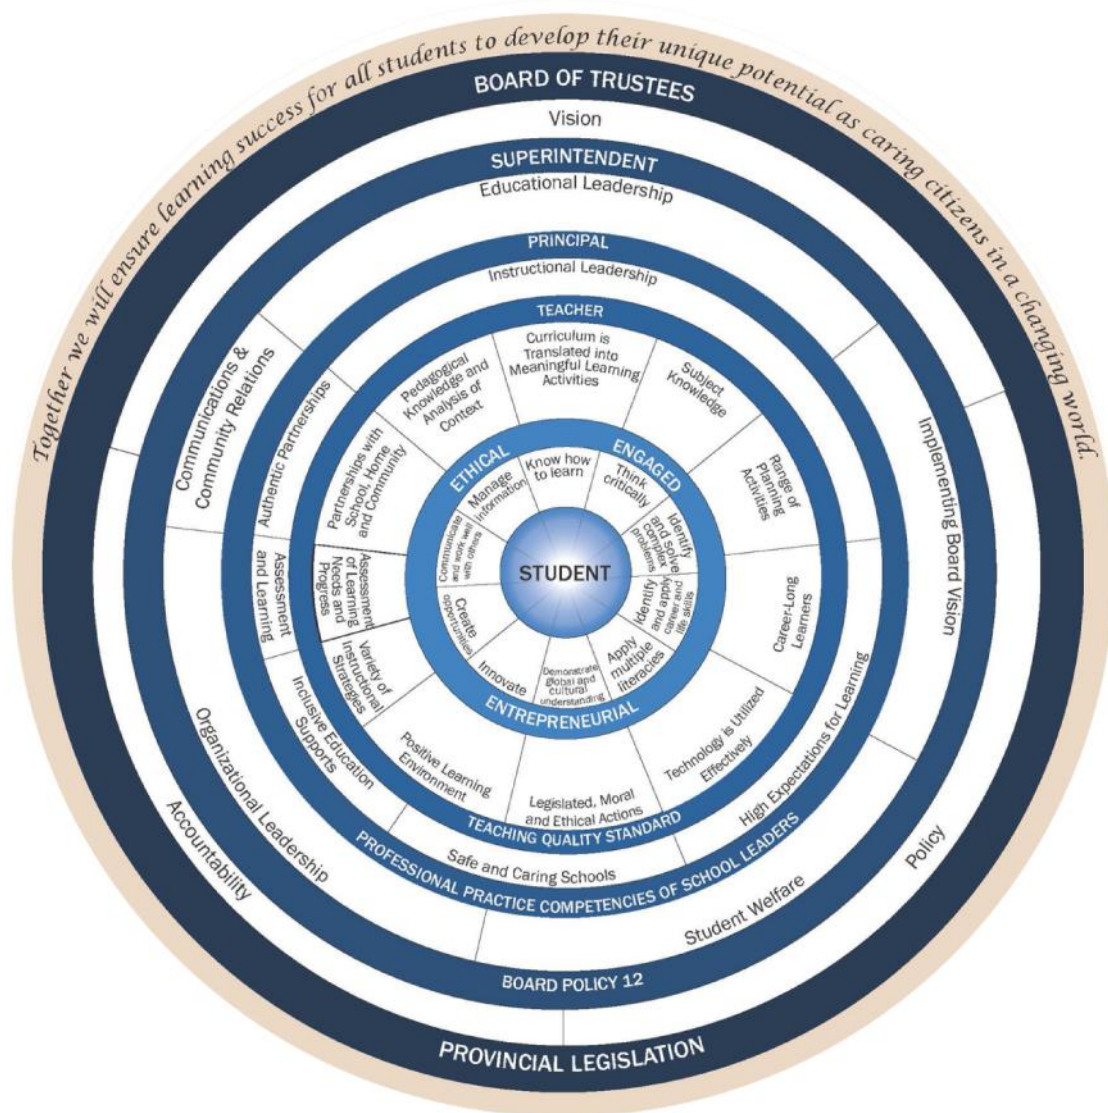 Together we will ensure learning success for all students to develop their unique potential as caring citizens in a changing world.
BOARD OF TRUSTEES
Vision
SUPERINTENDENT
Educational Leadership
PRINCIPAL
Instructional Leadership
TEACHER
Curriculum is
Translated into
Meaningful Learning
Activities
Pedagogical
Knowledge and
Analysis of
Context
Subject
Knowledge
Communications &
Community Relations
Authentic Partnerships
Partnerships with
School, Home
and Community
Range of
Planning
Activities
Implementing Board Vision
ETHICAL
ENGAGED
Manage
information
Know how
to learn
Think
critically
Communicate
and work well
with others
Identify
and solve
complex
problems
STUDENT
Identify
and apply
career and
life skills
Create
opportunities
Innovate
Demonstrate
global and
cultural
understanding
Apply
multiple
literacies
ENTREPRENEURIAL
Assessment
and Learning
Assessment
of Learning
Needs and
Progress
Career-Long
Learners
Variety of
Instructional
Strategies
Inclusive Education
Supports
Positive Learning
Environment
Legislated, Moral
and Ethical Actions
Technology is Utilized
Effectively
High Expectations for Learning
TEACHING QUALITY STANDARD
Safe and Caring Schools
PROFESSIONAL PRACTICE COMPETENCIES OF SCHOOL LEADERS
Organizational Leadership
Student Welfare
Accountability
Policy
BOARD POLICY 12
PROVINCIAL LEGISLATION